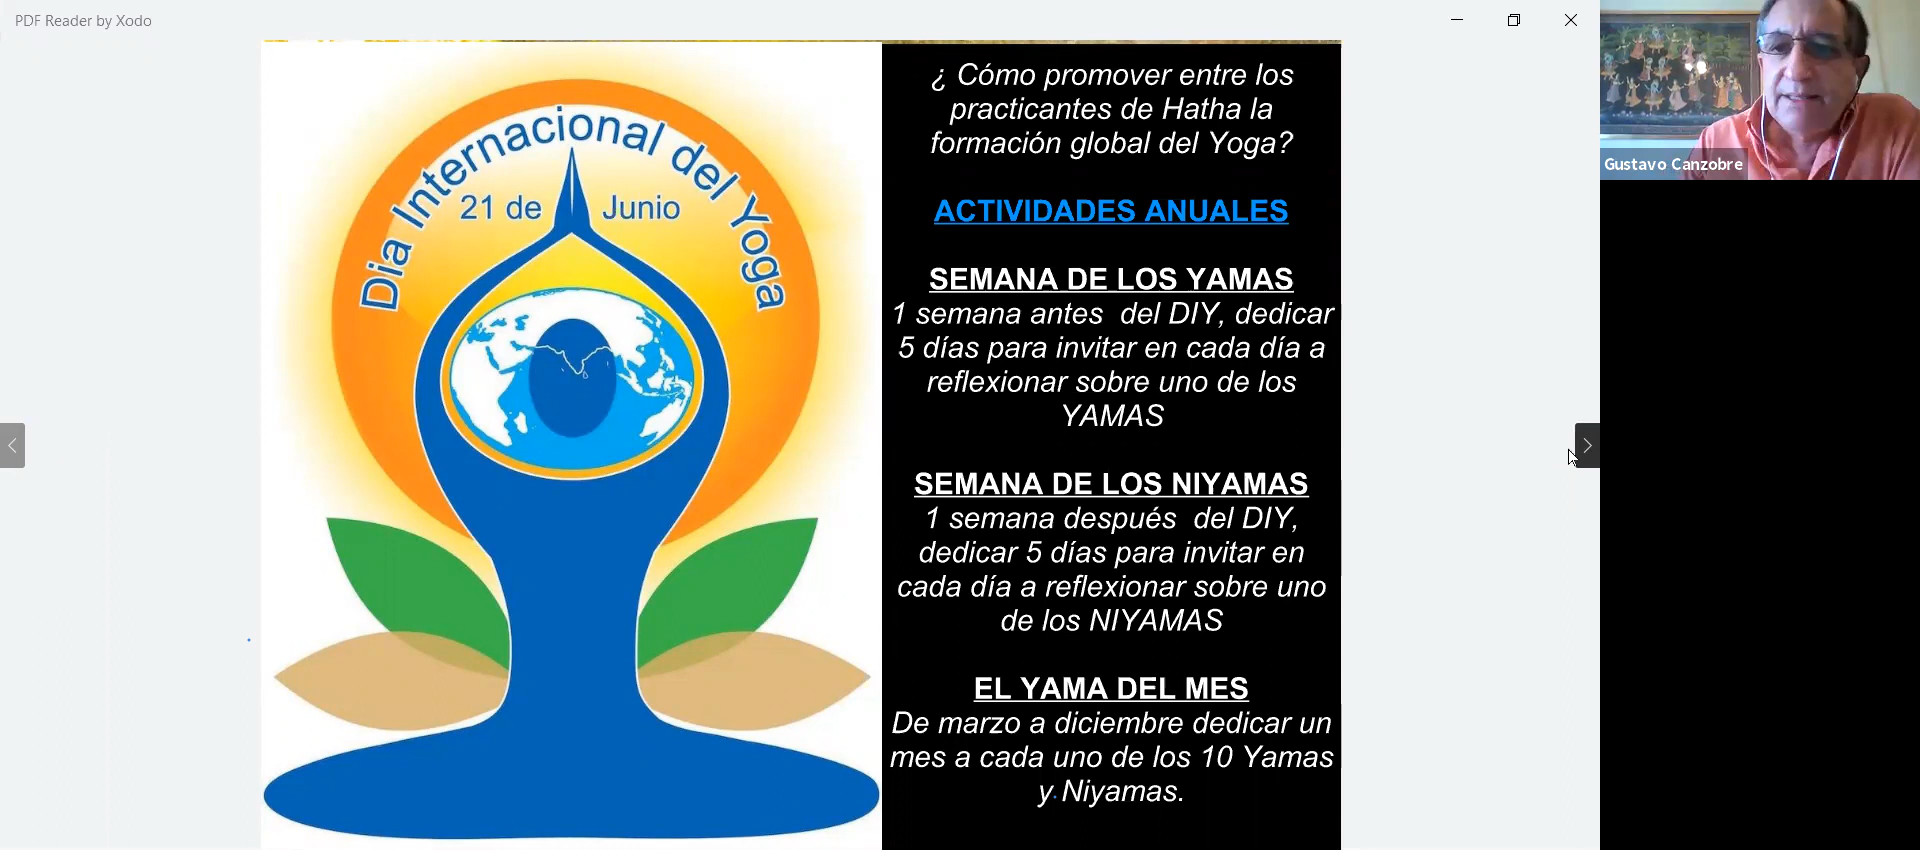 PDF Reader by Xodo
Día Internacional del Yoga
21 de Junio
¿ Cómo promover entre los
practicantes de Hatha la
formación global del Yoga?
ACTIVIDADES ANUALES
SEMANA DE LOS YAMAS
1 semana antes  del DIY, dedicar
5 días para invitar en cada día a
reflexionar sobre uno de los
YAMAS
SEMANA DE LOS NIYAMAS
1 semana después  del DIY,
dedicar 5 días para invitar en
cada día a reflexionar sobre uno
de los NIYAMAS
EL YAMA DEL MES
De marzo a diciembre dedicar un
mes a cada uno de los 10 Yamas
y Niyamas.
Gustavo Canzobre